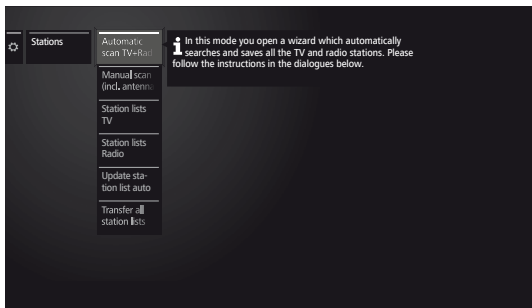 Stations
Automatic
scan TV+Rad
Manual scan
(incl. antenna
Station lists
TV
Station lists
Radio
Update sta-
tion list auto
Transfer all
station lists
In this mode you open a wizard which automatically
searches and saves all the TV and radio stations. Please
follow the instructions in the dialogues below.